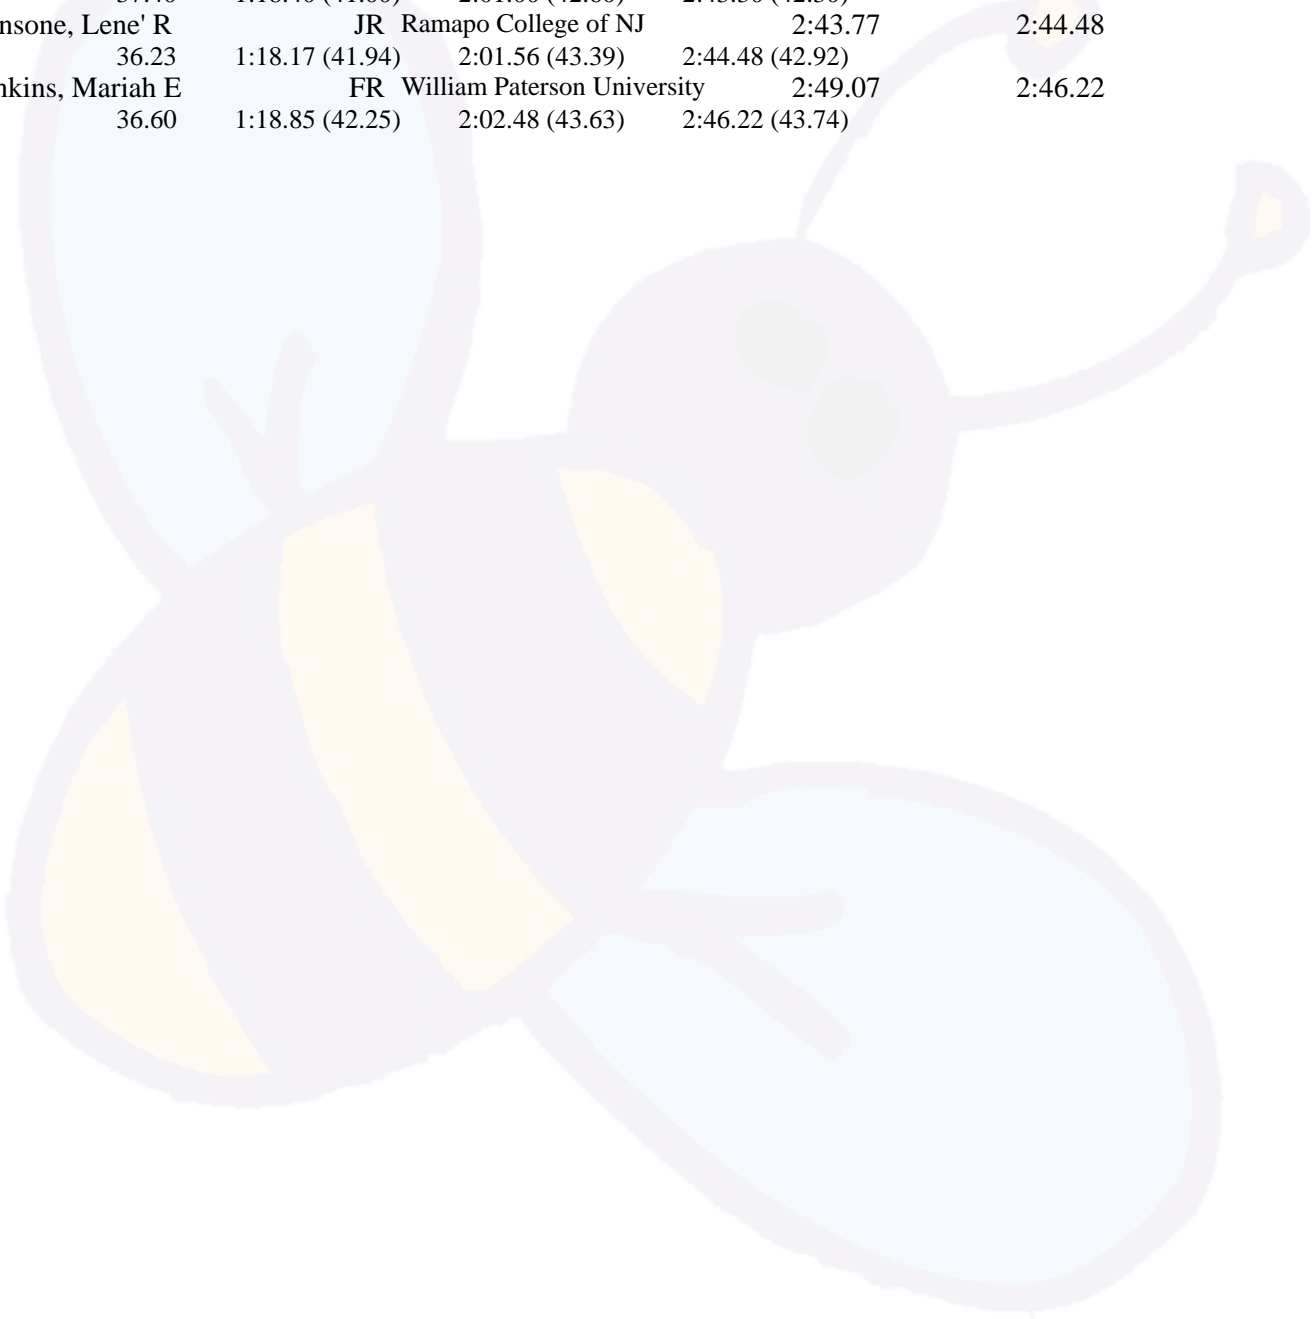 nsone, Lene' R JR Ramapo College of NJ 2:43.77 2:44.48
36.23 1:18.17 (41.94) 2:01.56 (43.39) 2:44.48 (42.92)
nkins, Mariah E FR William Paterson University 2:49.07 2:46.22
36.60 1:18.85 (42.25) 2:02.48 (43.63) 2:46.22 (43.74)